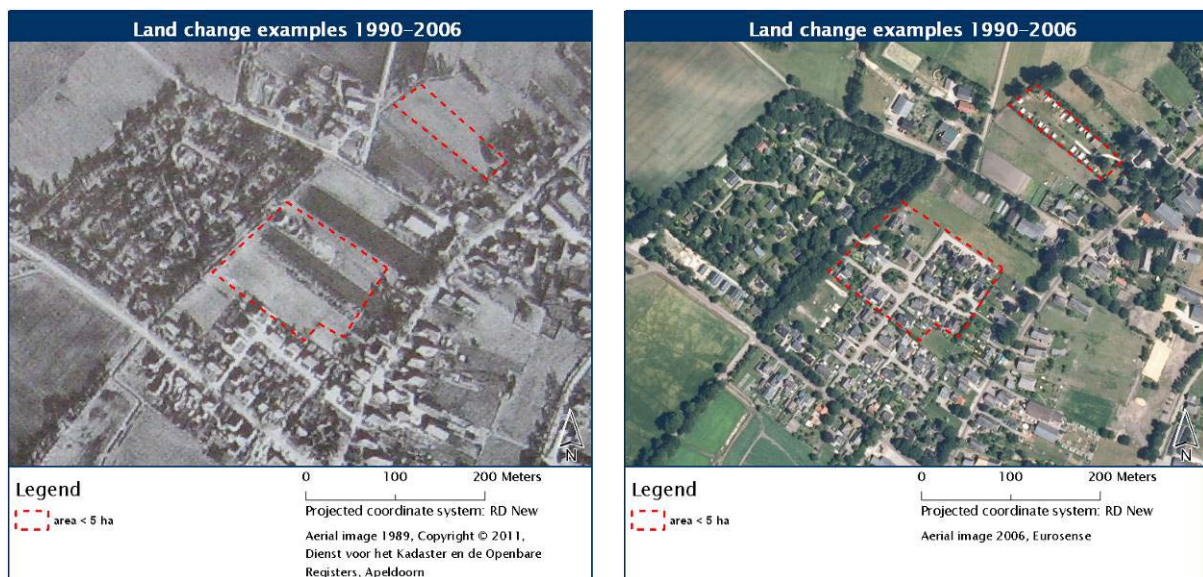 Land change examples 1990–2006
N
0 100 200 Meters
Legend
area < 5 ha
Projected coordinate system: RD New
Aerial image 1989, Copyright © 2011,
Dienst voor het Kadaster en de Openbare
Registers, Apeldoorn
Land change examples 1990–2006
N
0 100 200 Meters
Legend
area < 5 ha
Projected coordinate system: RD New
Aerial image 2006, Eurosense